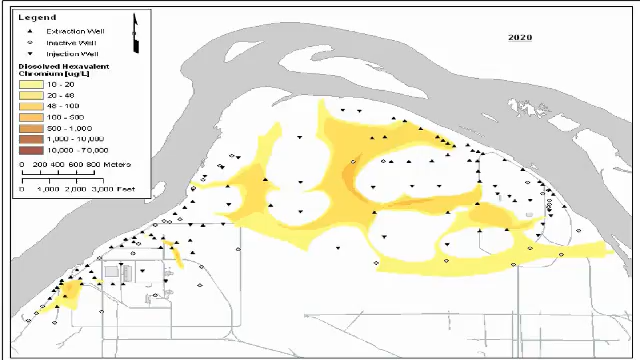 Legend
Extraction Well
Inactive Well
Injection Well
Dissolved Hexavalent
Chromium [ug/L]
10 - 20
20 - 48
48 - 100
100 - 500
500 - 1,000
1,000 - 10,000
10,000 - 70,000
0 200 400 600 800 Meters
0 1,000 2,000 3,000 Feet
2020